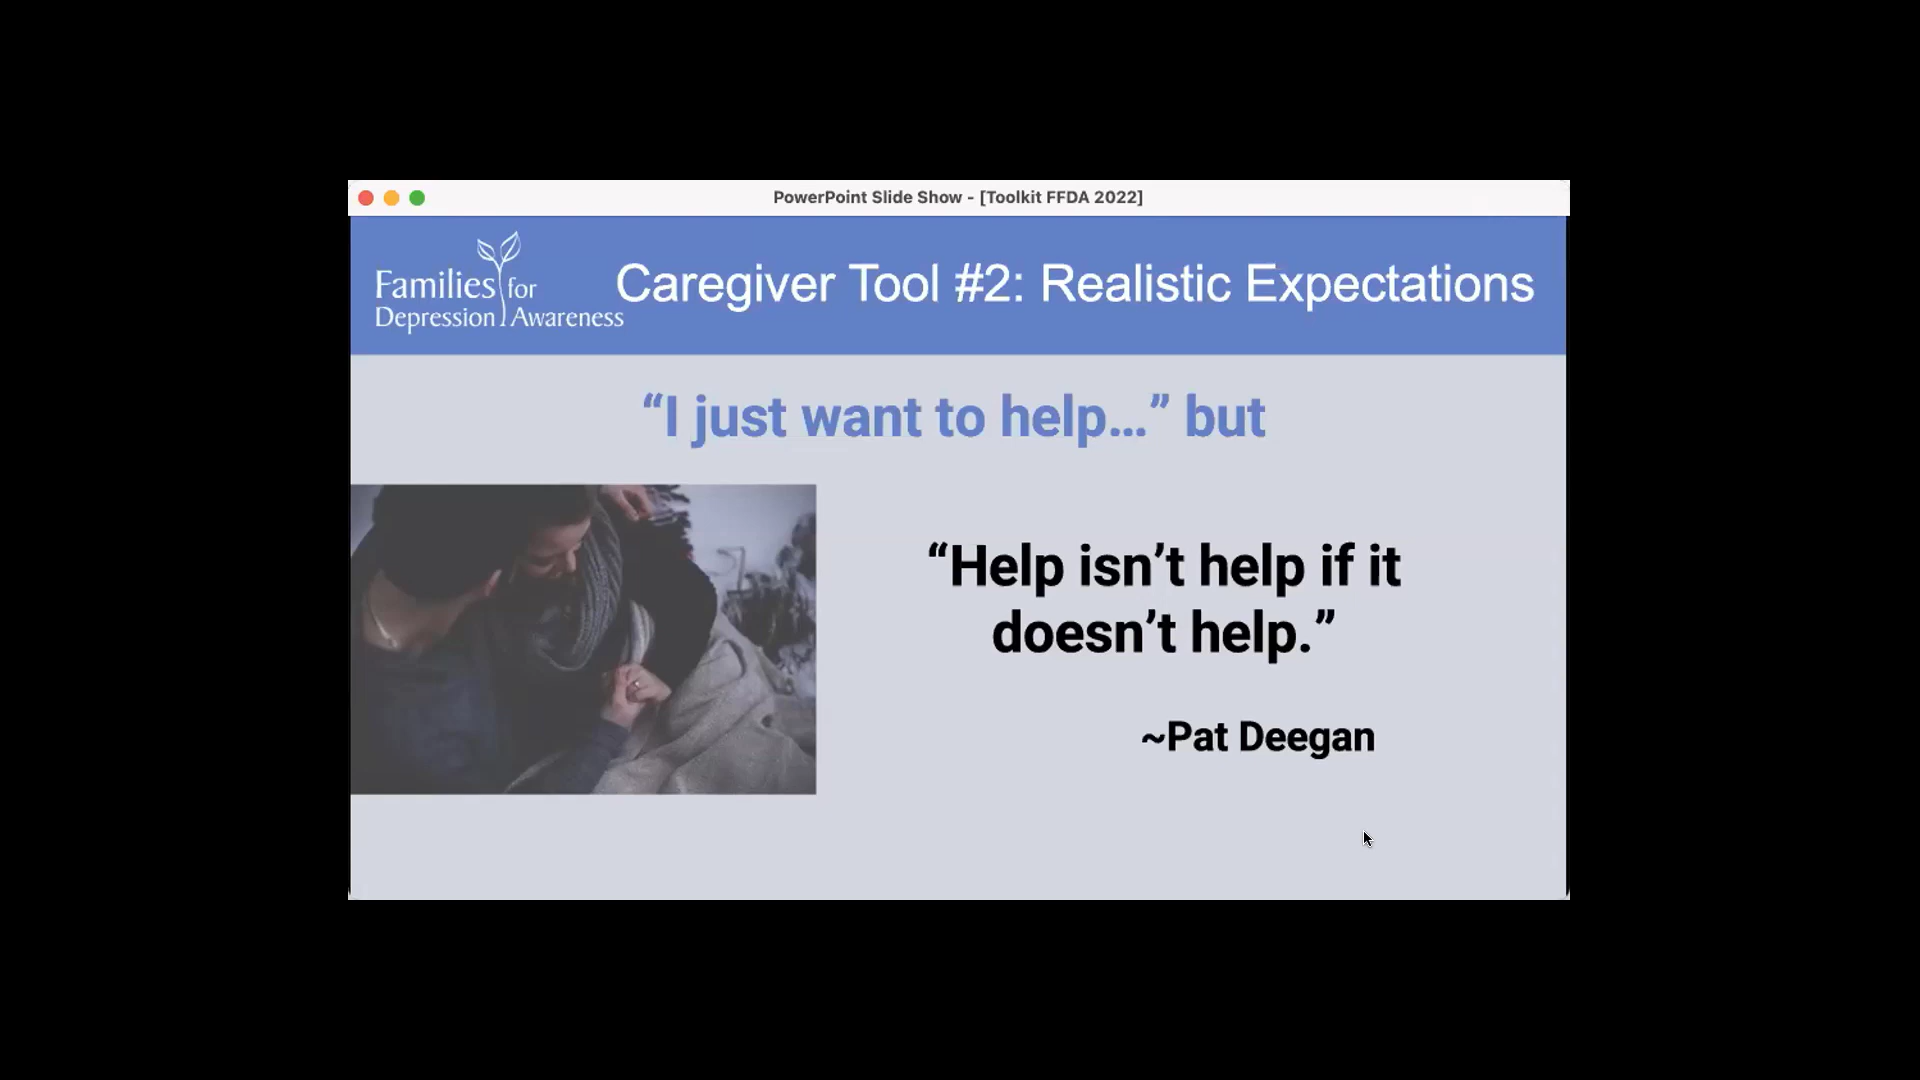 PowerPoint Slide Show - [Toolkit FFDA 2022]
Families for
Depression Awareness
Caregiver Tool #2: Realistic Expectations
“I just want to help...” but
“Help isn’t help if it
doesn’t help.”
~Pat Deegan